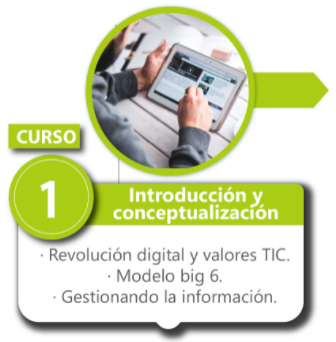 CURSO
1
Introducción y
conceptualización
· Revolución digital y valores TIC.
· Modelo big 6.
· Gestionando la información.